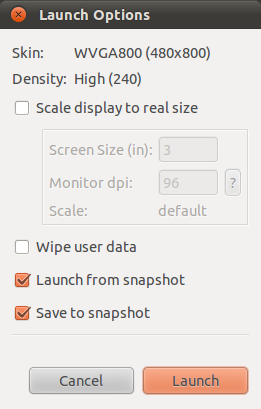 Launch Options
Skin: WVGA800 (480x800)
Density: High (240)
Scale display to real size
Screen Size (in): 3
Monitor dpi: 96 ?
Scale: default
Wipe user data
Launch from snapshot
Save to snapshot
Cancel Launch